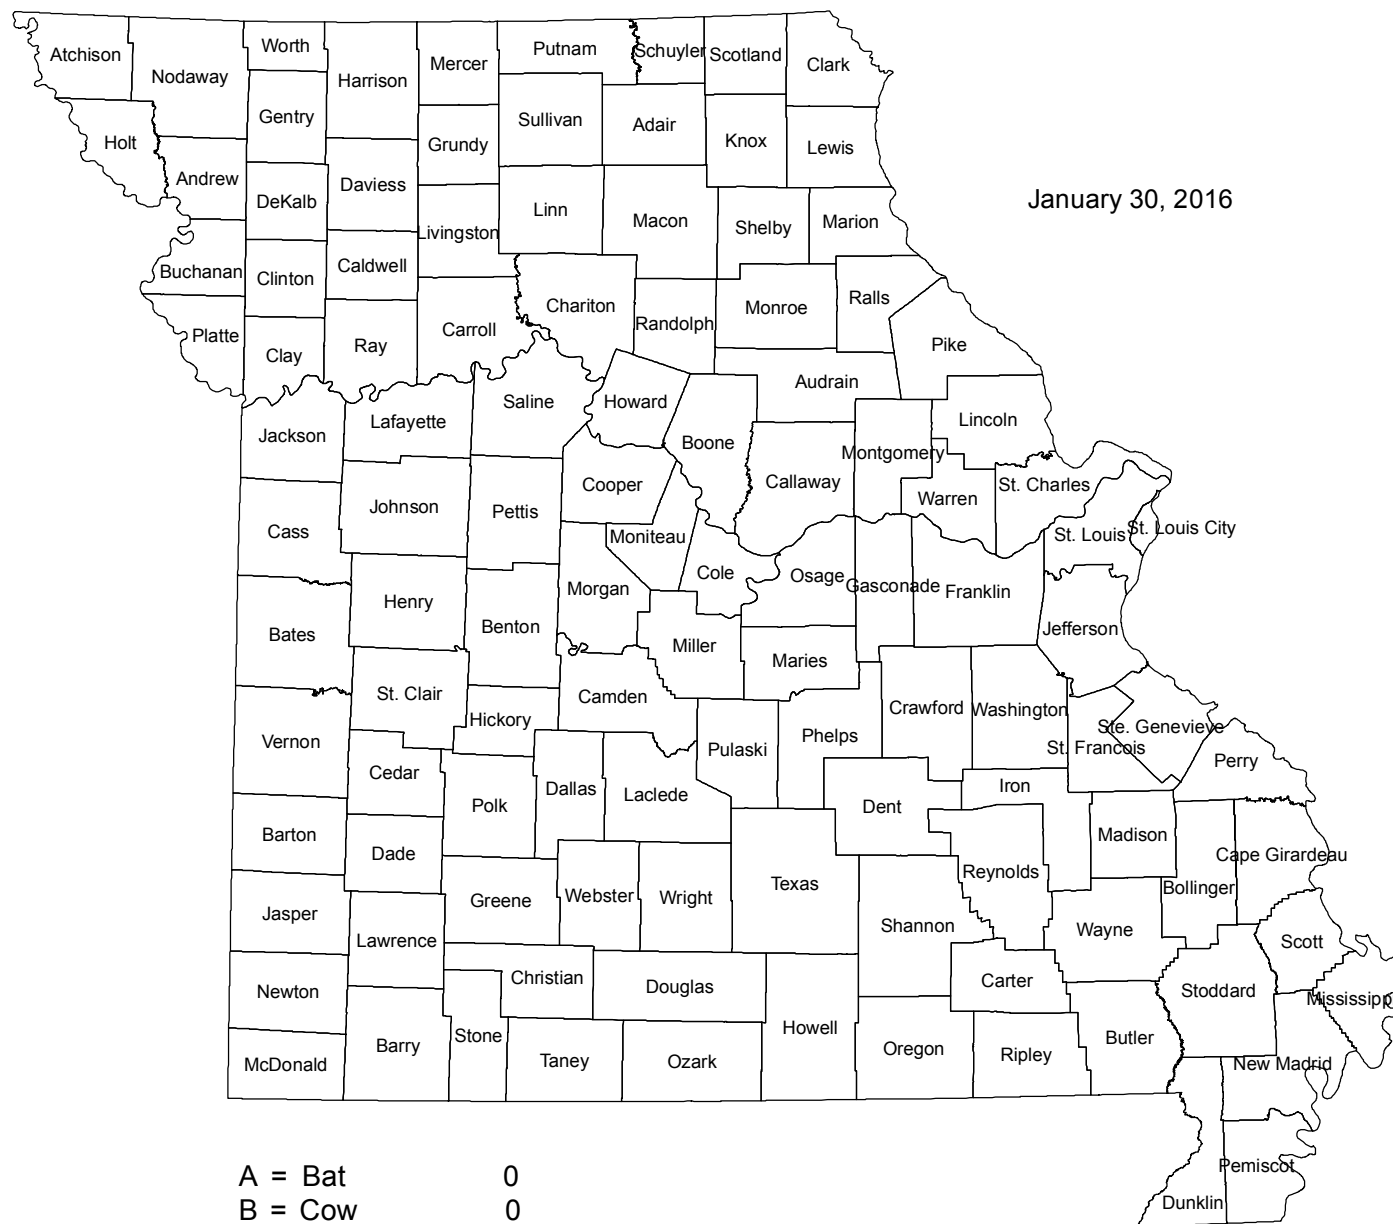 Atchison
Nodaway
Worth
Harrison
Mercer
Putnam
Schuyler
Scotland
Clark
Holt
Gentry
Grundy
Sullivan
Adair
Knox
Lewis
Andrew
DeKalb
Daviess
Livingston
Linn
Macon
Shelby
Marion
January 30, 2016
Buchanan
Clinton
Caldwell
Chariton
Randolph
Monroe
Ralls
Platte
Clay
Ray
Carroll
Pike
Audrain
Jackson
Lafayette
Saline
Howard
Boone
Lincoln
Montgomery
Callaway
Cooper
Warren
St. Charles
Cass
Johnson
Pettis
Moniteau
St. Louis
St. Louis City
Cole
Osage
Gasconade
Franklin
Bates
Henry
Benton
Morgan
Miller
Maries
Jefferson
St. Clair
Hickory
Camden
Crawford
Washington
Ste. Genevieve
St. Francois
Vernon
Cedar
Polk
Dallas
Laclede
Pulaski
Phelps
Dent
Iron
Perry
Barton
Dade
Madison
Cape Girardeau
Jasper
Greene
Webster
Wright
Texas
Reynolds
Bollinger
Lawrence
Shannon
Wayne
Scott
Newton
Christian
Douglas
Carter
Stoddard
Mississipp
McDonald
Barry
Stone
Taney
Ozark
Howell
Oregon
Ripley
Butler
New Madrid
Pemiscot
Dunklin
A = Bat 0
B = Cow 0